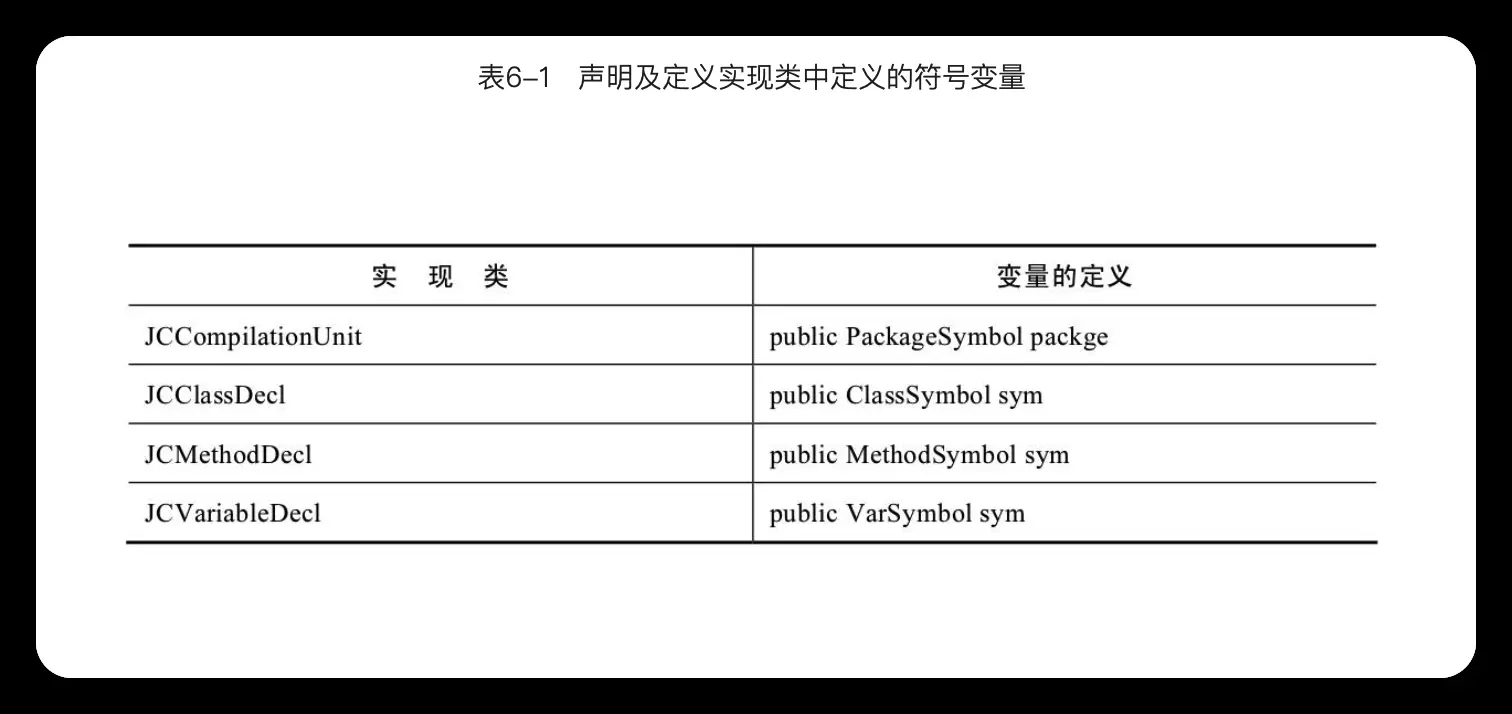 表6–1 声明及定义实现类中定义的符号变量
实 现 类 变量的定义
JCCompilationUnit public PackageSymbol packge
JCClassDecl public ClassSymbol sym
JCMethodDecl public MethodSymbol sym
JCVariableDecl public VarSymbol sym